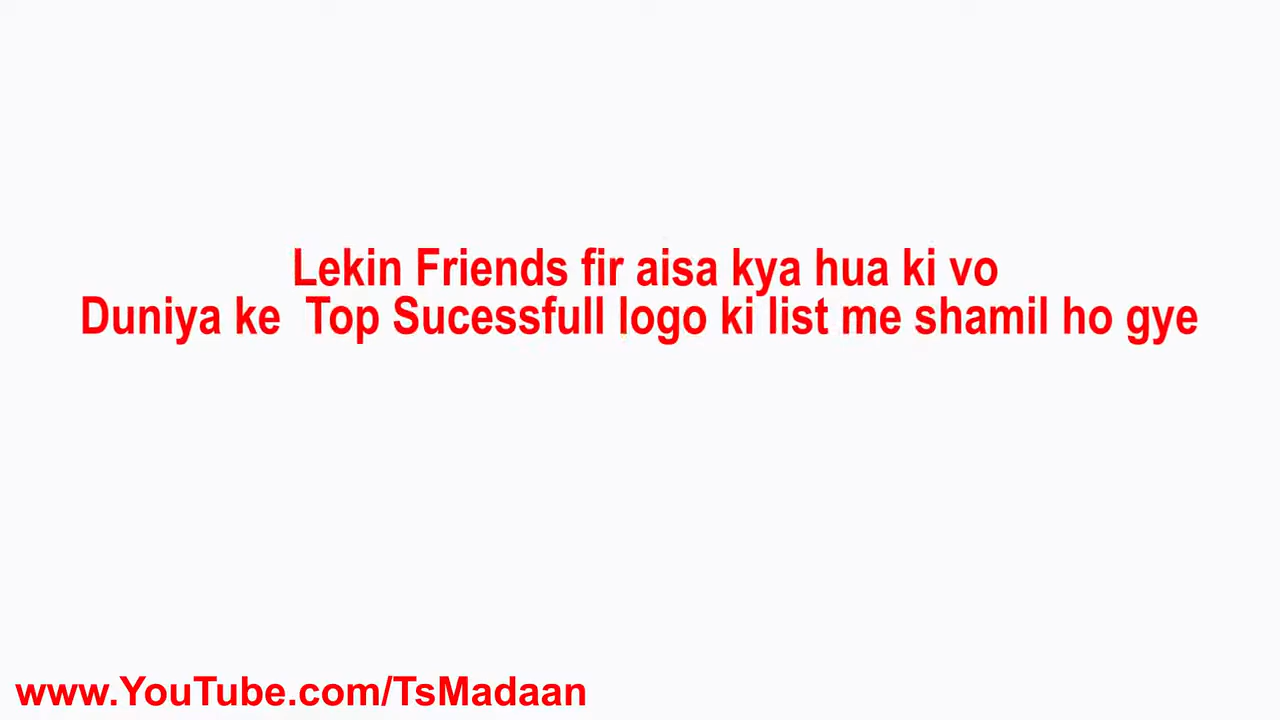 Lekin Friends fir aisa kya hua ki vo
Duniya ke  Top Sucessfull logo ki list me shamil ho gye
www.YouTube.com/TsMadaan